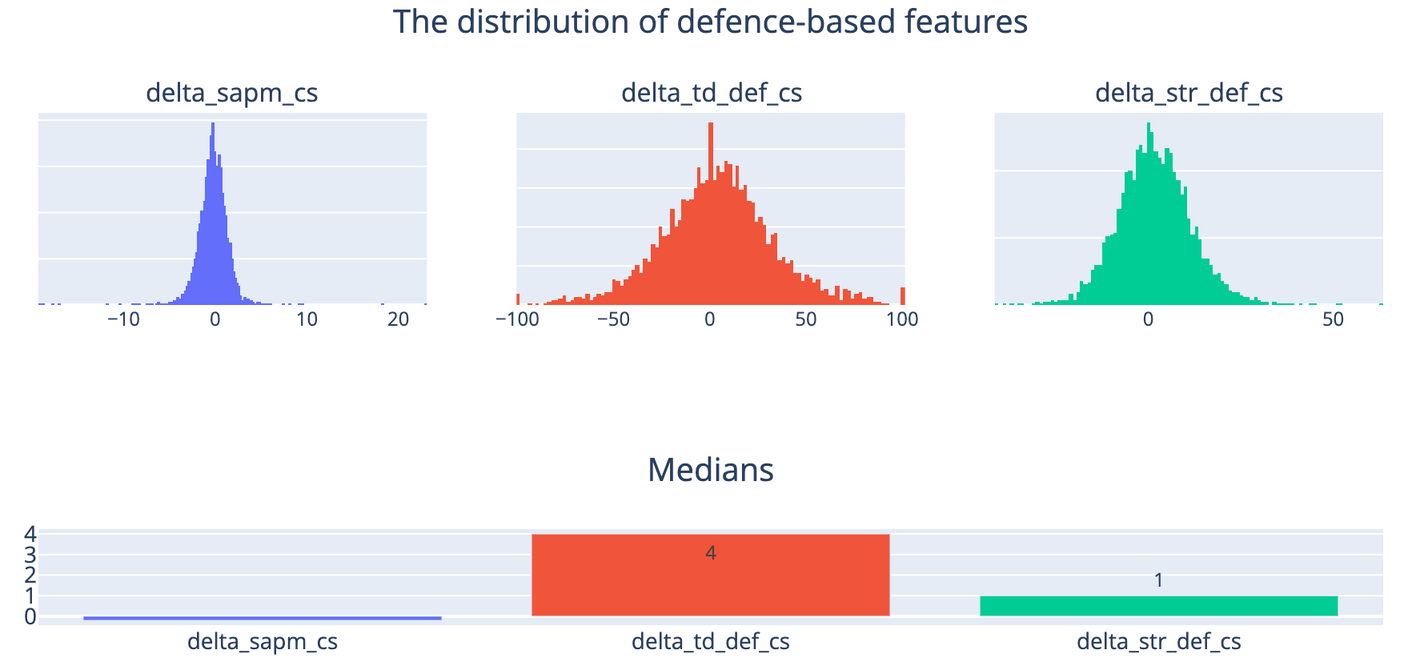 The distribution of defence-based features
delta_sapm_cs delta_td_def_cs delta_str_def_cs
−10 0 10 20 −100 −50 0 50 100 0 50
Medians
4
3
2
1
0
4
1
delta_sapm_cs delta_td_def_cs delta_str_def_cs